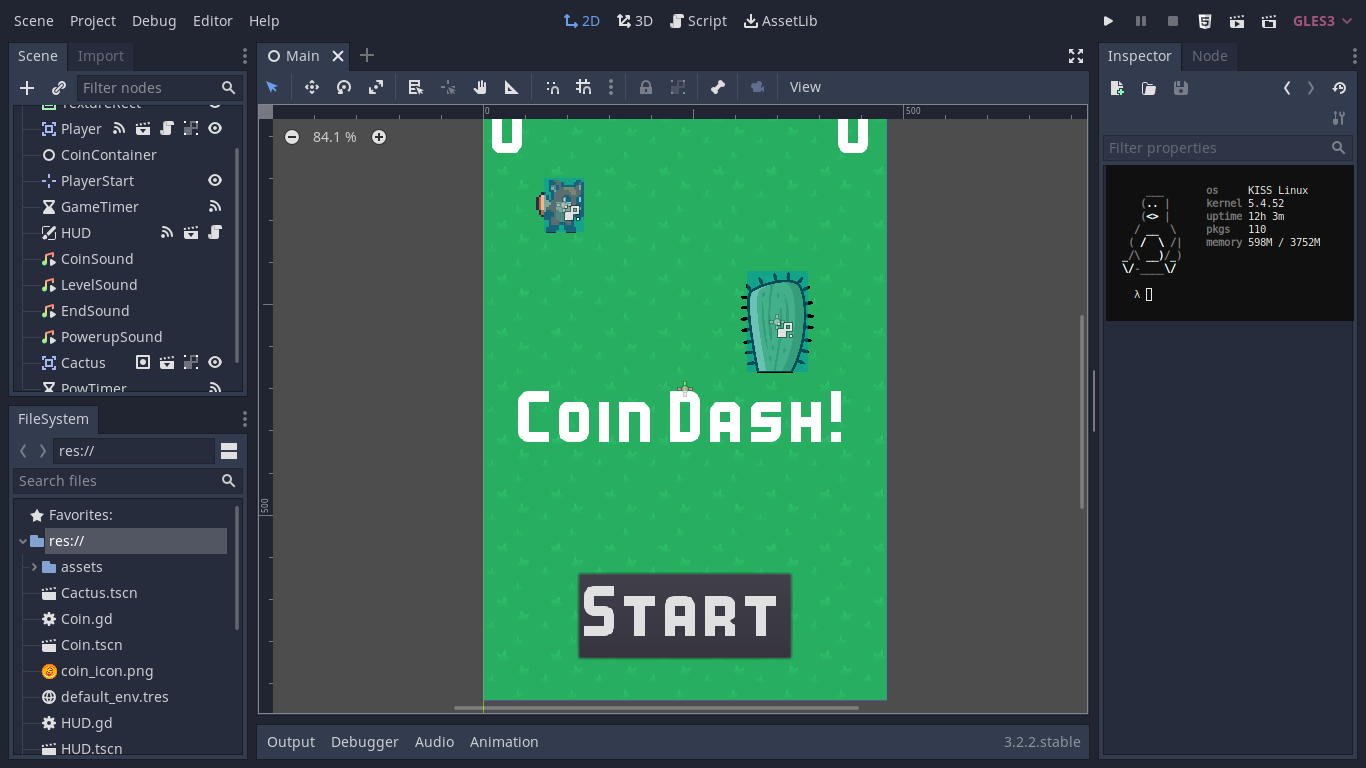 Scene Project Debug Editor Help
2D 3D Script AssetLib
GLES3
Scene Import
Filter nodes
TextureRect
Player
CoinContainer
PlayerStart
GameTimer
HUD
CoinSound
LevelSound
EndSound
PowerupSound
Cactus
PowTimer
FileSystem
res://
Search files
Favorites:
res://
assets
Cactus.tscn
Coin.gd
Coin.tscn
coin_icon.png
default_env.tres
HUD.gd
HUD.tscn
Main
View
0 500
84.1 %
500
0 0
Coin Dash!
Start
Output Debugger Audio Animation 3.2.2.stable
Inspector Node
Filter properties
os KISS Linux
kernel 5.4.52
uptime 12h 3m
pkgs 110
memory 598M / 3752M
λ